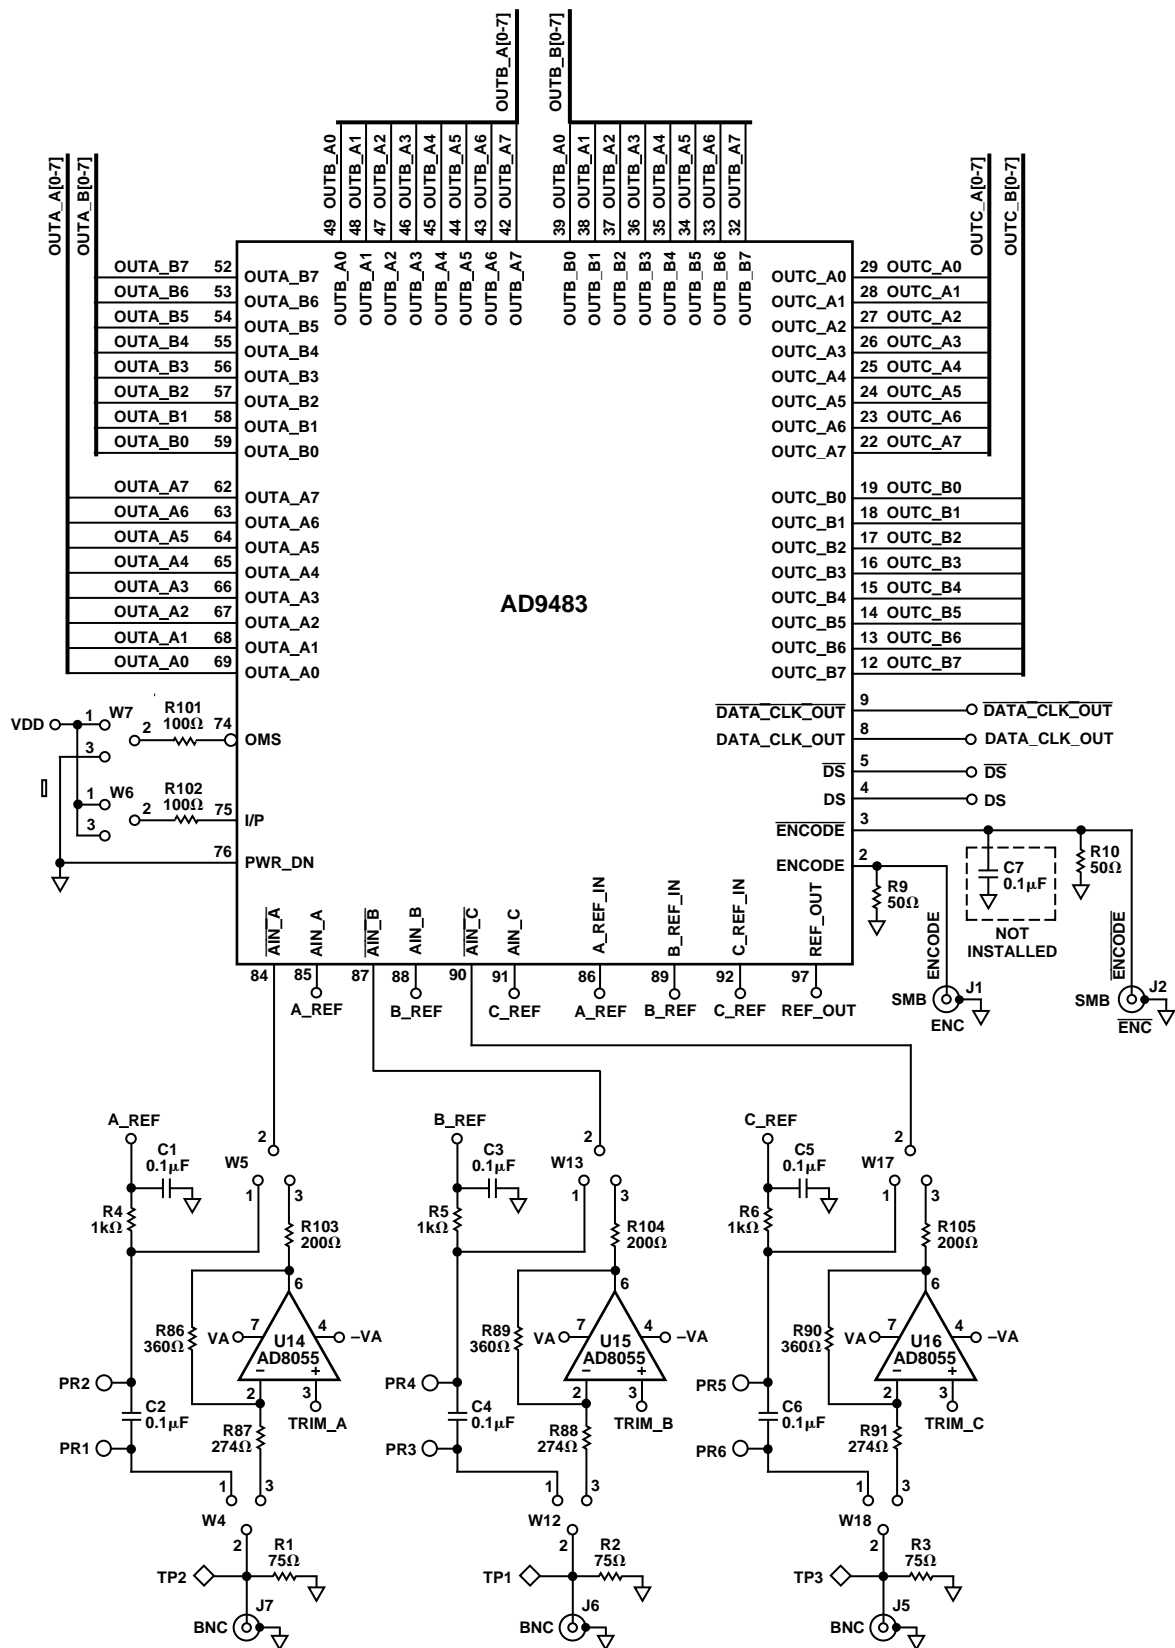 OUTB_A[0-7]
OUTB_B[0-7]
OUTA_A[0-7]
OUTA_B[0-7]
OUTC_A[0-7]
OUTC_B[0-7]
49 OUTB_A0
48 OUTB_A1
47 OUTB_A2
46 OUTB_A3
45 OUTB_A4
44 OUTB_A5
43 OUTB_A6
42 OUTB_A7
39 OUTB_A0
38 OUTB_A1
37 OUTB_A2
36 OUTB_A3
35 OUTB_A4
34 OUTB_A5
33 OUTB_A6
32 OUTB_A7
OUTB_A0
OUTB_A1
OUTB_A2
OUTB_A3
OUTB_A4
OUTB_A5
OUTB_A6
OUTB_A7
OUTB_B0
OUTB_B1
OUTB_B2
OUTB_B3
OUTB_B4
OUTB_B5
OUTB_B6
OUTB_B7
OUTA_B7 52 OUTA_B7
OUTA_B6 53 OUTA_B6
OUTA_B5 54 OUTA_B5
OUTA_B4 55 OUTA_B4
OUTA_B3 56 OUTA_B3
OUTA_B2 57 OUTA_B2
OUTA_B1 58 OUTA_B1
OUTA_B0 59 OUTA_B0
OUTA_A7 62 OUTA_A7
OUTA_A6 63 OUTA_A6
OUTA_A5 64 OUTA_A5
OUTA_A4 65 OUTA_A4
OUTA_A3 66 OUTA_A3
OUTA_A2 67 OUTA_A2
OUTA_A1 68 OUTA_A1
OUTA_A0 69 OUTA_A0
OUTC_A0 29 OUTC_A0
OUTC_A1 28 OUTC_A1
OUTC_A2 27 OUTC_A2
OUTC_A3 26 OUTC_A3
OUTC_A4 25 OUTC_A4
OUTC_A5 24 OUTC_A5
OUTC_A6 23 OUTC_A6
OUTC_A7 22 OUTC_A7
OUTC_B0 19 OUTC_B0
OUTC_B1 18 OUTC_B1
OUTC_B2 17 OUTC_B2
OUTC_B3 16 OUTC_B3
OUTC_B4 15 OUTC_B4
OUTC_B5 14 OUTC_B5
OUTC_B6 13 OUTC_B6
OUTC_B7 12 OUTC_B7
AD9483
VDD 1 W7 2 3
R101
100Ω
74 OMS
1 W6 2 3
R102
100Ω
75 I/P
76 PWR_DN
DATA_CLK_OUT 9 DATA_CLK_OUT
DATA_CLK_OUT 8 DATA_CLK_OUT
DS 5 DS
DS 4 DS
ENCODE 3
ENCODE 2
R9
50Ω
C7
0.1µF
NOT
INSTALLED
R10
50Ω
ENCODE
ENCODE
SMB J1
ENC
SMB J2
ENC
AIN_A
AIN_A
AIN_B
AIN_B
AIN_C
AIN_C
A_REF_IN
B_REF_IN
C_REF_IN
REF_OUT
84 85 87 88 90 91 86 89 92 97
A_REF B_REF C_REF A_REF B_REF C_REF REF_OUT
A_REF
C1
0.1µF
R4
1kΩ
W5
2
1 3
R103
200Ω
6
R86
360Ω
VA 7 4 –VA
U14
AD8055
– +
2 3
TRIM_A
PR2
C2
0.1µF
PR1
R87
274Ω
1 3
W4
2
R1
75Ω
TP2
BNC J7
B_REF
C3
0.1µF
R5
1kΩ
W13
2
1 3
R104
200Ω
6
R89
360Ω
VA 7 4 –VA
U15
AD8055
– +
2 3
TRIM_B
PR4
C4
0.1µF
PR3
R88
274Ω
1 3
W12
2
R2
75Ω
TP1
BNC J6
C_REF
C5
0.1µF
R6
1kΩ
W17
2
1 3
R105
200Ω
6
R90
360Ω
VA 7 4 –VA
U16
AD8055
– +
2 3
TRIM_C
PR5
C6
0.1µF
PR6
R91
274Ω
1 3
W18
2
R3
75Ω
TP3
BNC J5